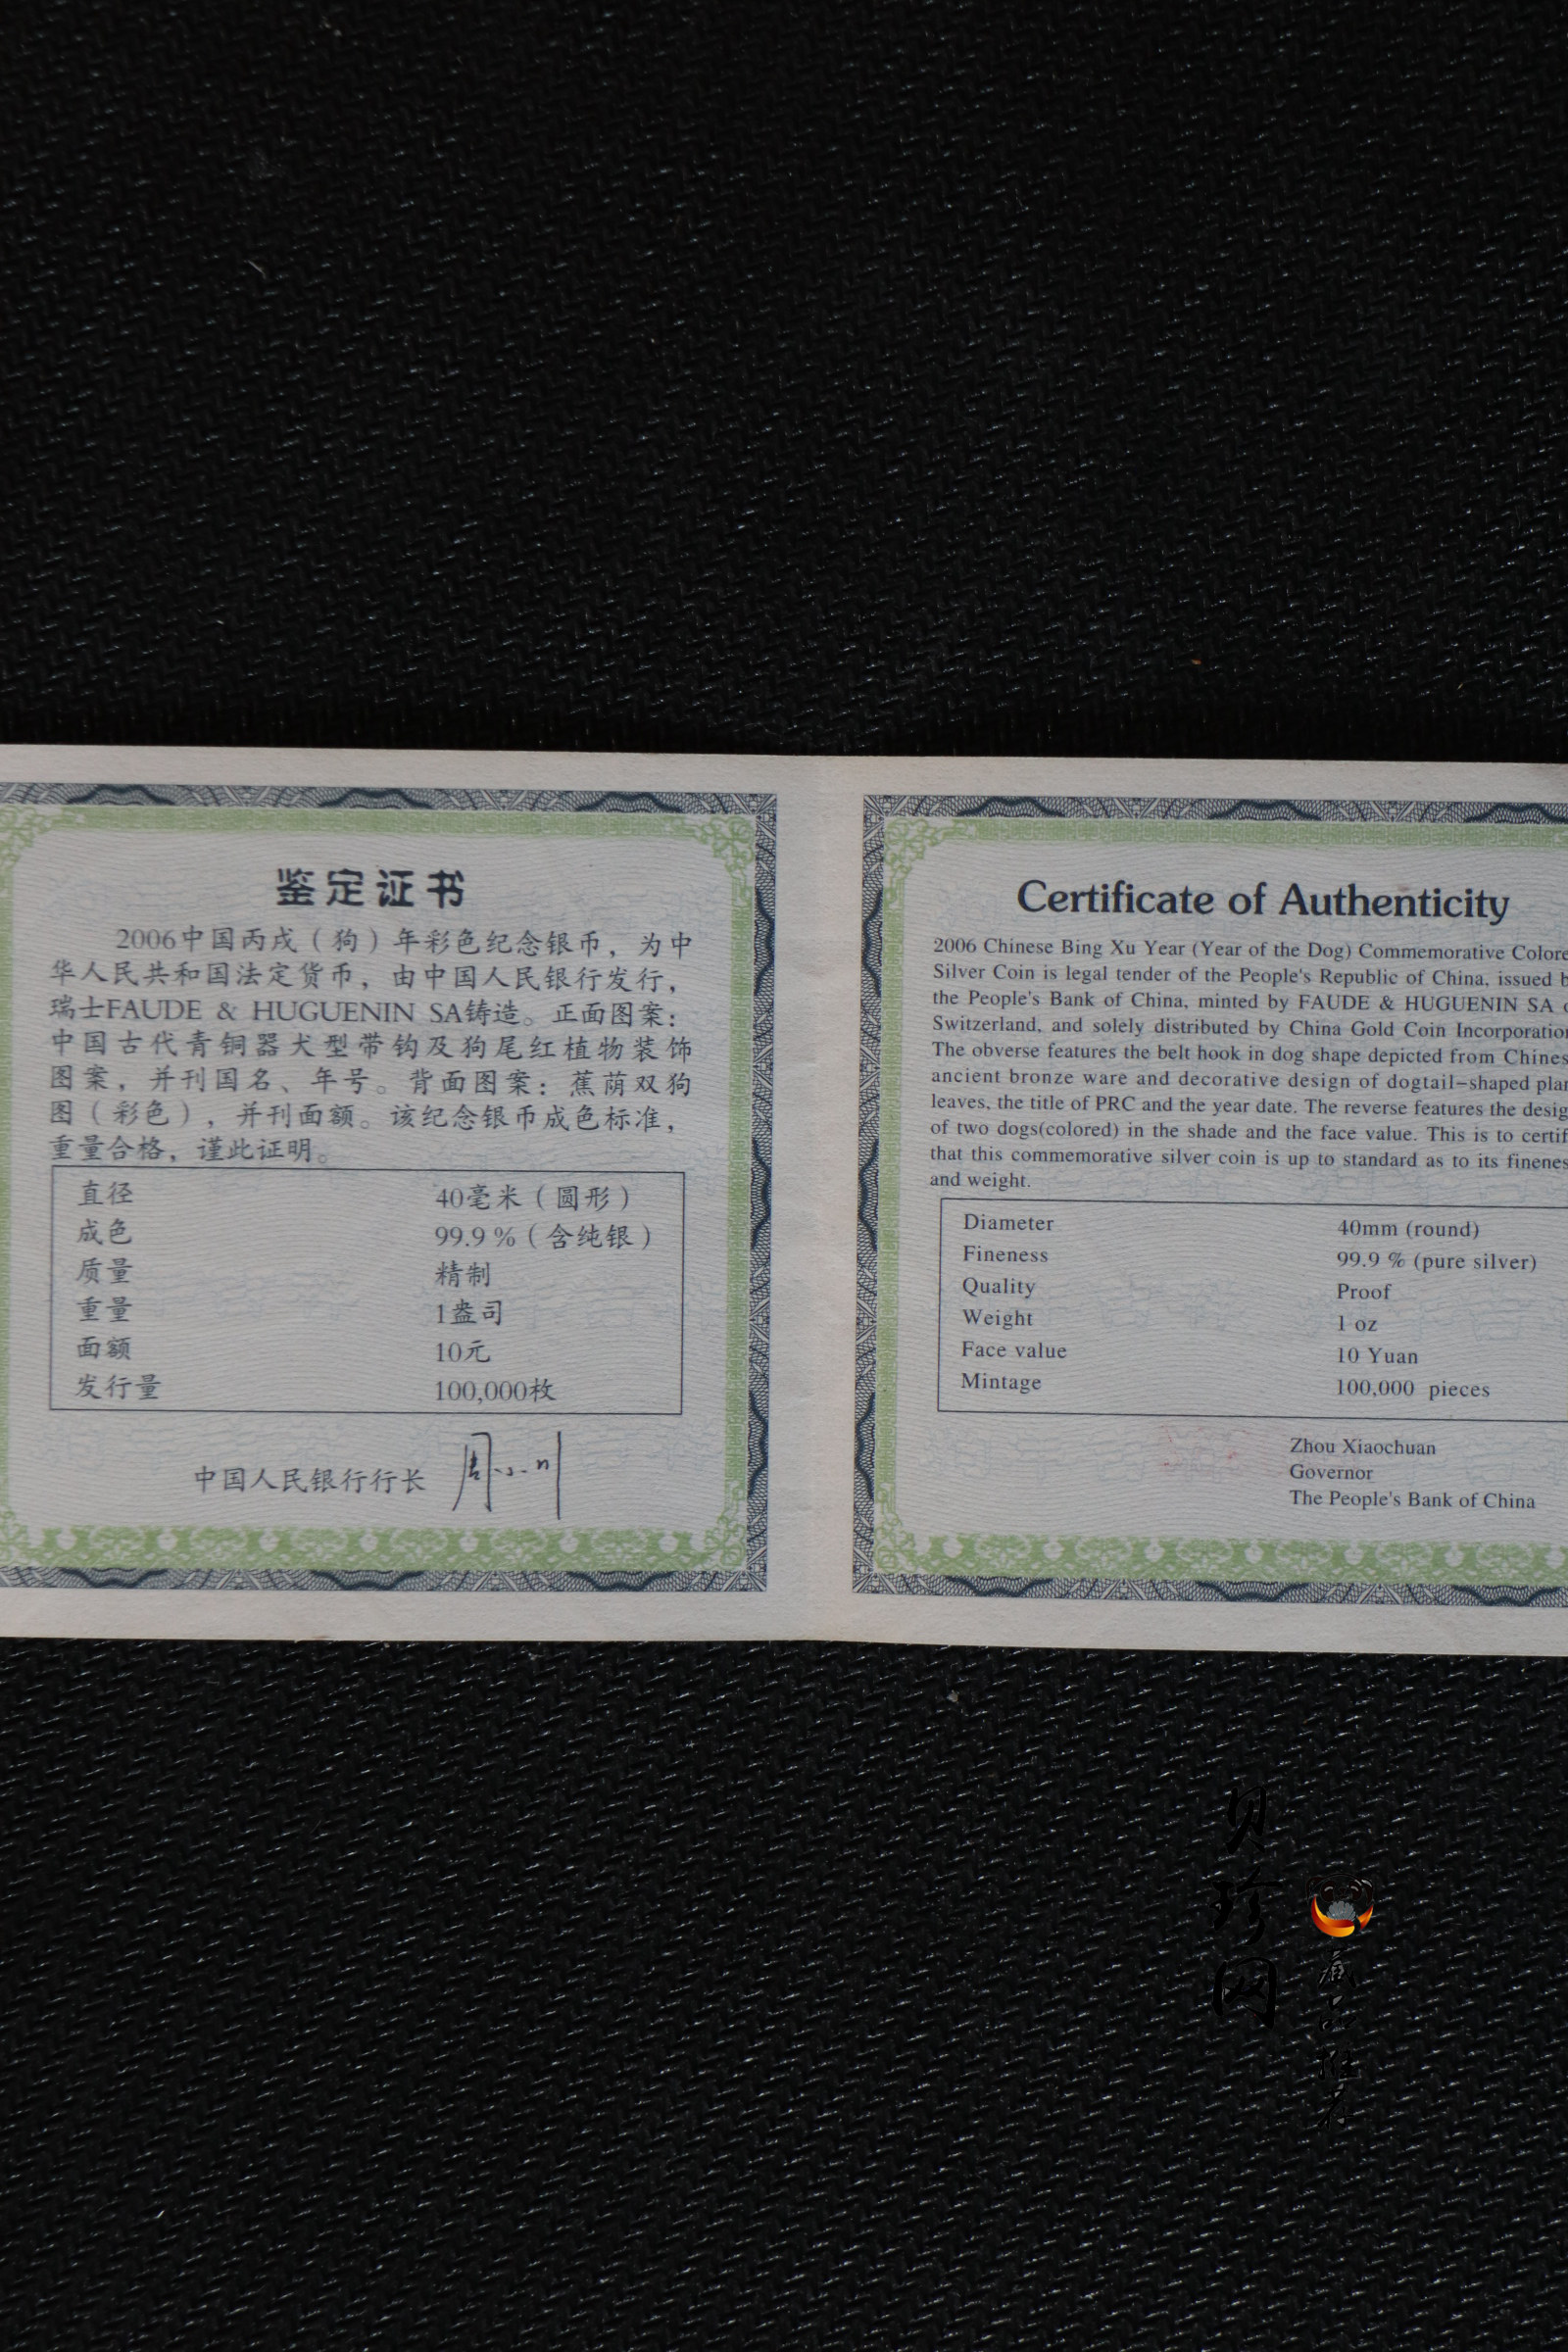 鉴定证书
2006中国丙戌（狗）年彩色纪念银币，为中
华人民共和国法定货币，由中国人民银行发行，
瑞士FAUDE & HUGUENIN SA铸造。正面图案：
中国古代青铜器犬型带钩及狗尾红植物装饰
图案，并刊国名、年号。背面图案：蕉荫双狗
图（彩色），并刊面额。该纪念银币成色标准，
重量合格，谨此证明。
直径 40毫米（圆形）
成色 99.9％（含纯银）
质量 精制
重量 1盎司
面额 10元
发行量 100,000枚
中国人民银行行长 周小川
Certificate of Authenticity
2006 Chinese Bing Xu Year (Year of the Dog) Commemorative Colore
Silver Coin is legal tender of the People's Republic of China, issued b
the People's Bank of China, minted by FAUDE & HUGUENIN SA
Switzerland, and solely distributed by China Gold Coin Incorporation
The obverse features the belt hook in dog shape depicted from Chines
ancient bronze ware and decorative design of dogtail-shaped plan
leaves, the title of PRC and the year date. The reverse features the desig
of two dogs(colored) in the shade and the face value. This is to certif
that this commemorative silver coin is up to standard as to its finenes
and weight.
Diameter 40mm (round)
Fineness 99.9 % (pure silver)
Quality Proof
Weight 1 oz
Face value 10 Yuan
Mintage 100,000 pieces
Zhou Xiaochuan
Governor
The People's Bank of China
贝珍网
藏品推荐